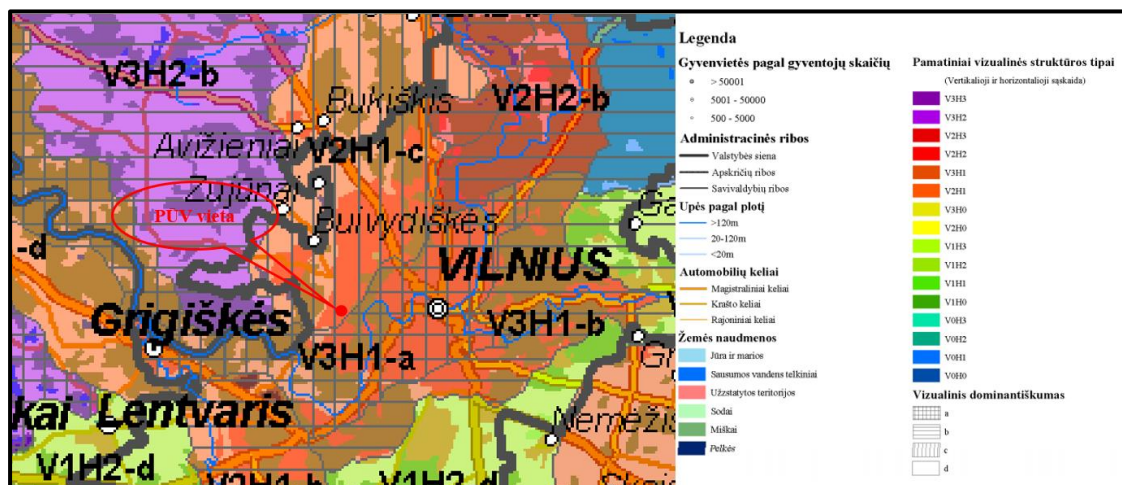 V3H2-b
Bukiškis
V2H2-b
Avižieniai
V2H1-c
Zujūnai
PŪV vieta
Buivydiškės
-d
VILNIUS
Grigiškės
V3H1-b
V3H1-a
kai
Lentvaris
Nemėžis
V1H2-d
V2H1-b
V1H2-d
Legenda
Gyvenvietės pagal gyventojų skaičių
> 50001
5001 - 50000
500 - 5000
Administracinės ribos
Valstybės siena
Apskričių ribos
Savivaldybių ribos
Upės pagal plotį
>120m
20-120m
<20m
Automobilių keliai
Magistraliniai keliai
Krašto keliai
Rajoniniai keliai
Žemės naudmenos
Jūra ir marios
Sausumos vandens telkiniai
Užstatytos teritorijos
Sodai
Miškai
Pelkės
Pamatiniai vizualinės struktūros tipai
(Vertikalioji ir horizontalioji sąskaida)
V3H3
V3H2
V2H3
V2H2
V3H1
V2H1
V3H0
V2H0
V1H3
V1H2
V1H1
V1H0
V0H3
V0H2
V0H1
V0H0
Vizualinis dominantiškumas
a
b
c
d